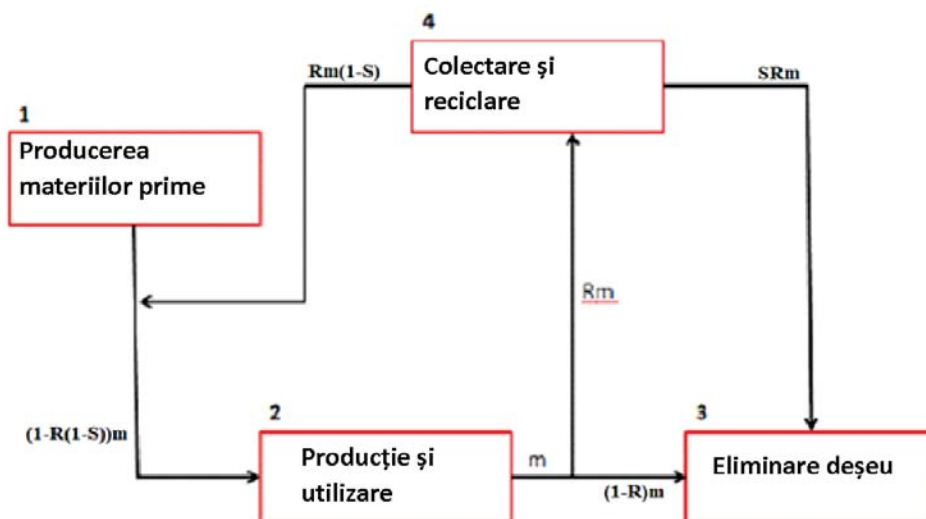 4
Colectare și
reciclare
Rm(1-S)
SRm
1
Producerea
materiilor prime
Rm
(1-R(1-S))m
2
Producție și
utilizare
m
(1-R)m
3
Eliminare deșeu